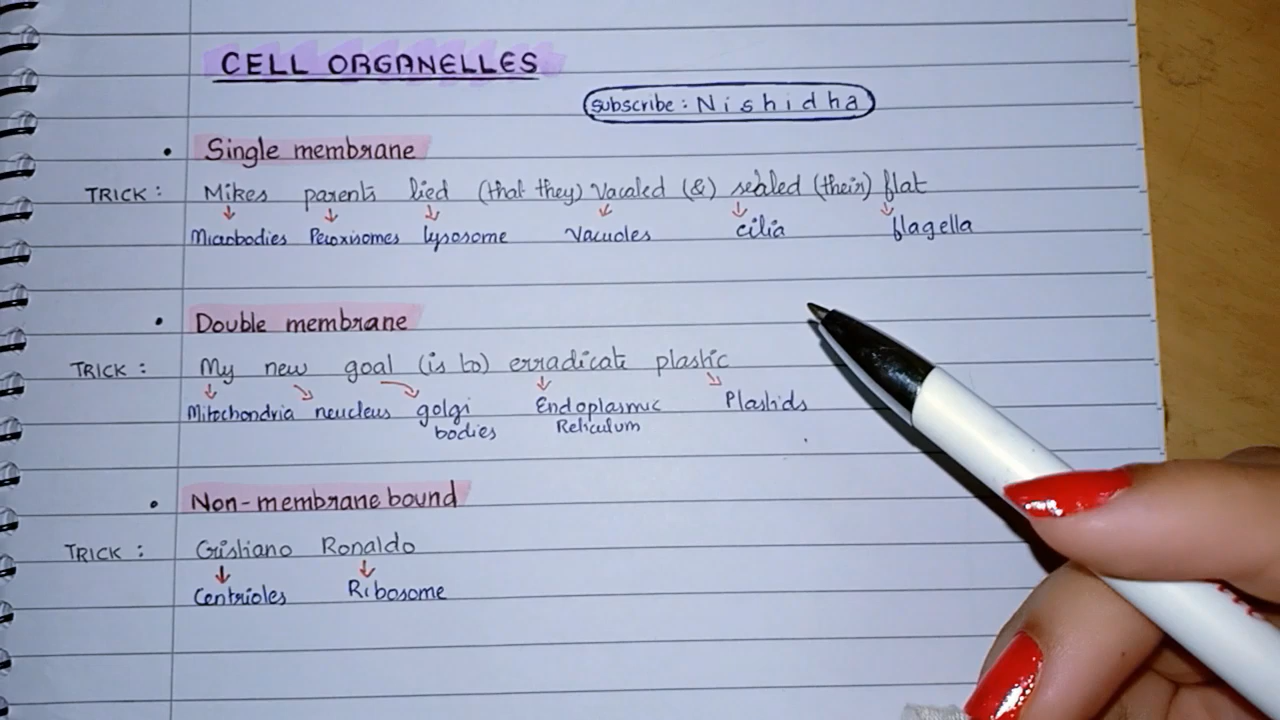 CELL ORGANELLES
subscribe: Nishidha
• Single membrane
TRICK: Mikes parents lied (that they) vacaled (&) sealed (their) flat
Microbodies Peroxisomes lysosome Vacuoles cilia flagella
• Double membrane
TRICK: My new goal (is to) erradicate plastic
Mitochondria neucleus golgi bodies Endoplasmic Reticulum Plastids
• Non-membrane bound
TRICK: Cristiano Ronaldo
Centrioles Ribosome